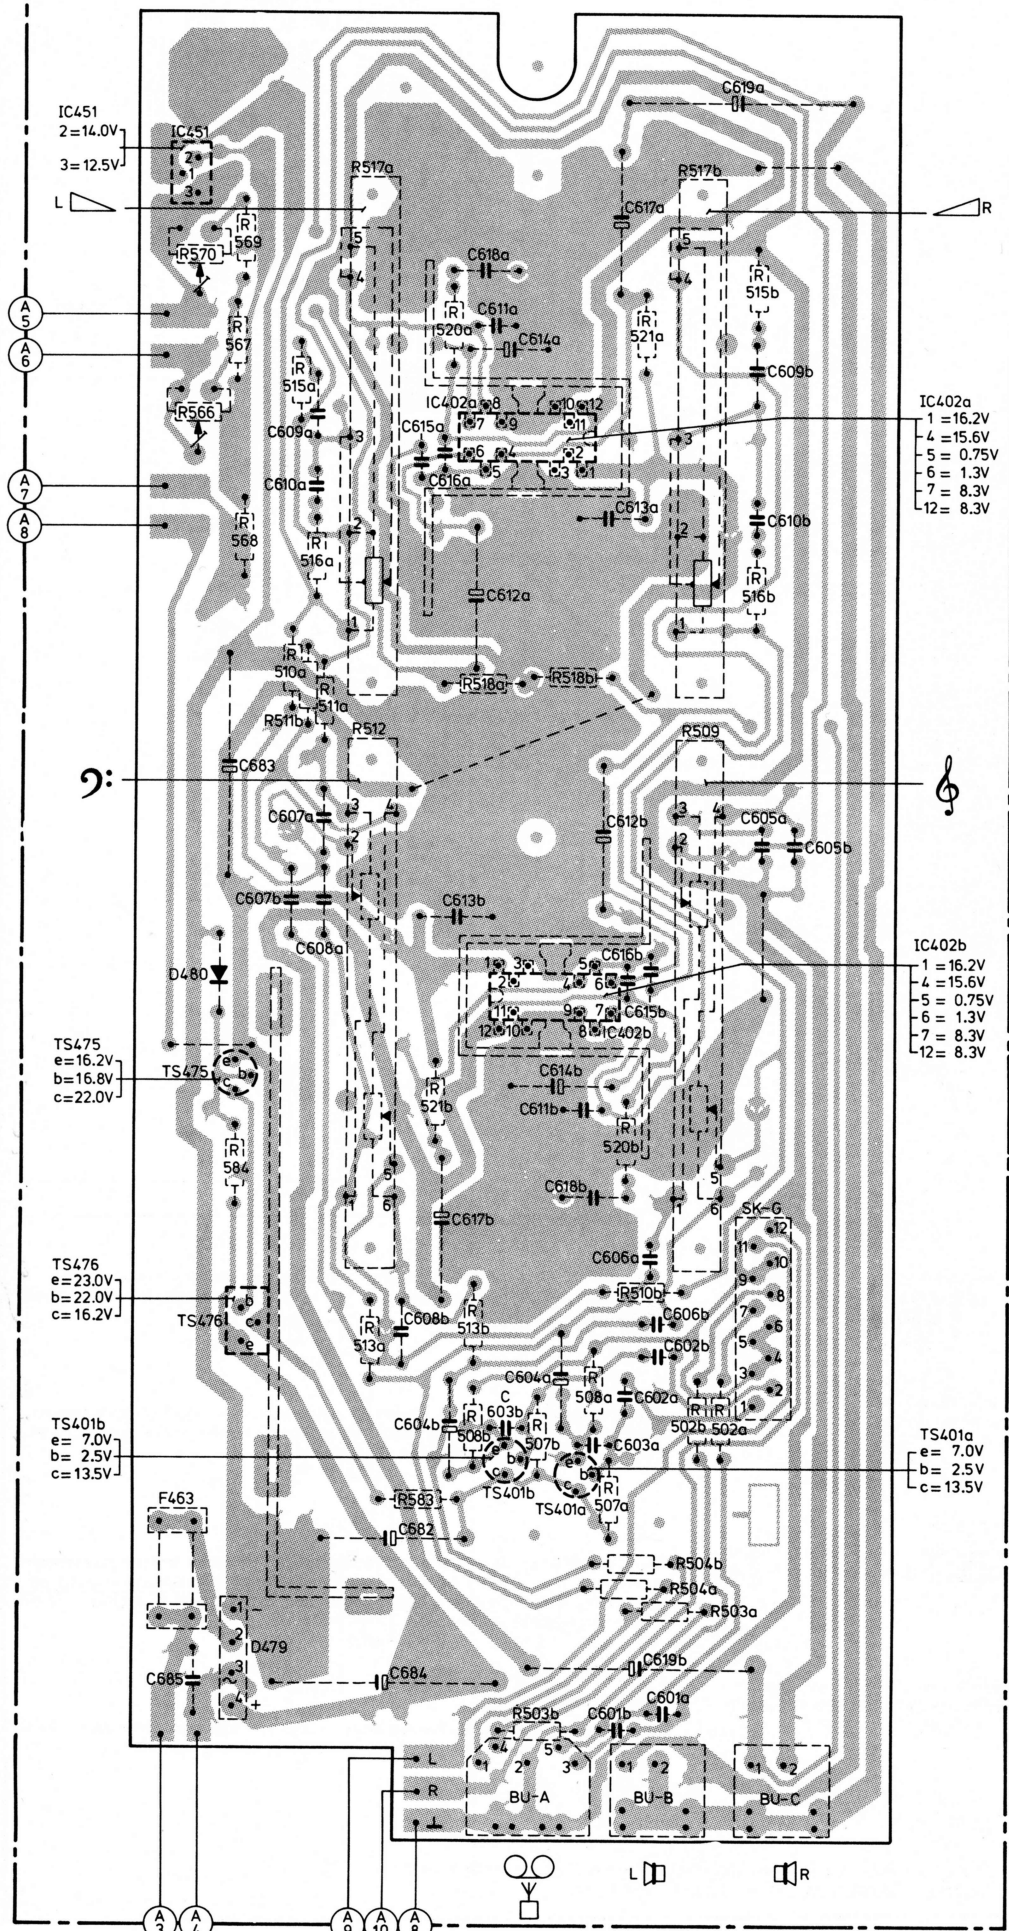 C619a
IC451
2=14.0V
3=12.5V
IC451
2
1
3
R517a
R517b
L
R
C617a
R
569
R570
5
4
5
4
C618a
R
515b
A
5
A
6
R
567
R
520a
C611a
C614a
R
521a
R
515a
C609b
R566
C609a
IC402a
8
10
12
7
9
11
C615a
6
4
2
5
3
1
C616a
3
3
IC402a
1 =16.2V
4 =15.6V
5 = 0.75V
6 = 1.3V
7 = 8.3V
12= 8.3V
A
7
A
8
C610a
C613a
C610b
R
568
R
516a
2
2
C612a
R
516b
1
1
R
510a
R
511a
R518a
R518b
R511b
R512
R509
C683
C607a
3
4
2
3
4
2
C612b
C605a
C605b
C607b
C608a
C613b
D480
1
3
5
2
4
6
C616b
C615b
11
9
7
12
10
8
IC402b
IC402b
1 =16.2V
4 =15.6V
5 = 0.75V
6 = 1.3V
7 = 8.3V
12= 8.3V
TS475
e=16.2V
b=16.8V
c=22.0V
TS475
e
b
c
C614b
R
521b
C611b
R
520b
R
584
5
1
6
5
1
6
C618b
C617b
SK-G
12
11
10
9
8
7
6
5
4
3
2
1
C606a
TS476
e=23.0V
b=22.0V
c=16.2V
TS476
b
c
e
R510b
C608b
R
513a
R
513b
C606b
C602b
C604a
R
508a
C602a
C
603b
C604b
R
508b
R
507b
R
502b
R
502a
C603a
TS401b
e= 7.0V
b= 2.5V
c=13.5V
e
b
c
TS401b
e
b
c
TS401a
TS401a
e= 7.0V
b= 2.5V
c=13.5V
R
507a
F463
R583
C682
R504b
R504a
R503a
1 -
2
3
~
4 +
D479
C685
C684
C619b
C601a
R503b
C601b
L
R
⊥
4
5
1
2
3
BU-A
1
2
BU-B
1
2
BU-C
L
R
A
3
A
4
A
9
A
10
A
8